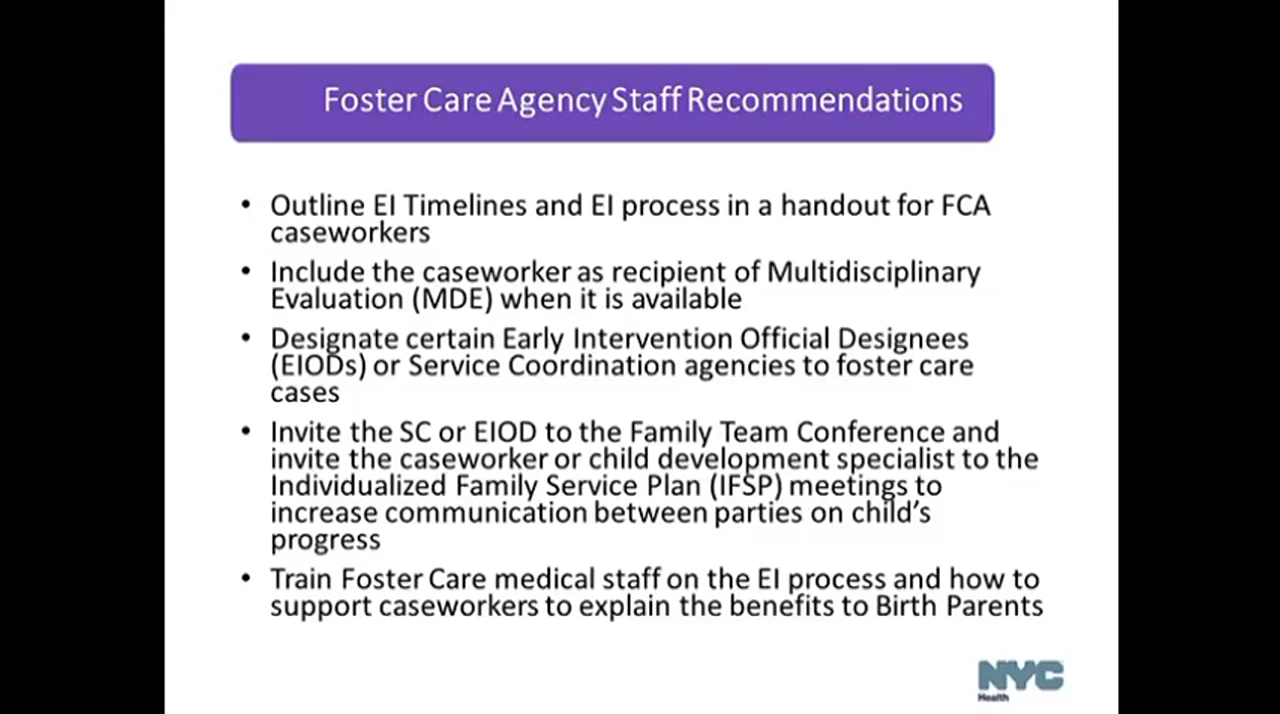 Foster Care Agency Staff Recommendations
• Outline EI Timelines and EI process in a handout for FCA
caseworkers
• Include the caseworker as recipient of Multidisciplinary
Evaluation (MDE) when it is available
• Designate certain Early Intervention Official Designees
(EIODs) or Service Coordination agencies to foster care
cases
• Invite the SC or EIOD to the Family Team Conference and
invite the caseworker or child development specialist to the
Individualized Family Service Plan (IFSP) meetings to
increase communication between parties on child's
progress
• Train Foster Care medical staff on the EI process and how to
support caseworkers to explain the benefits to Birth Parents
NYC
Health